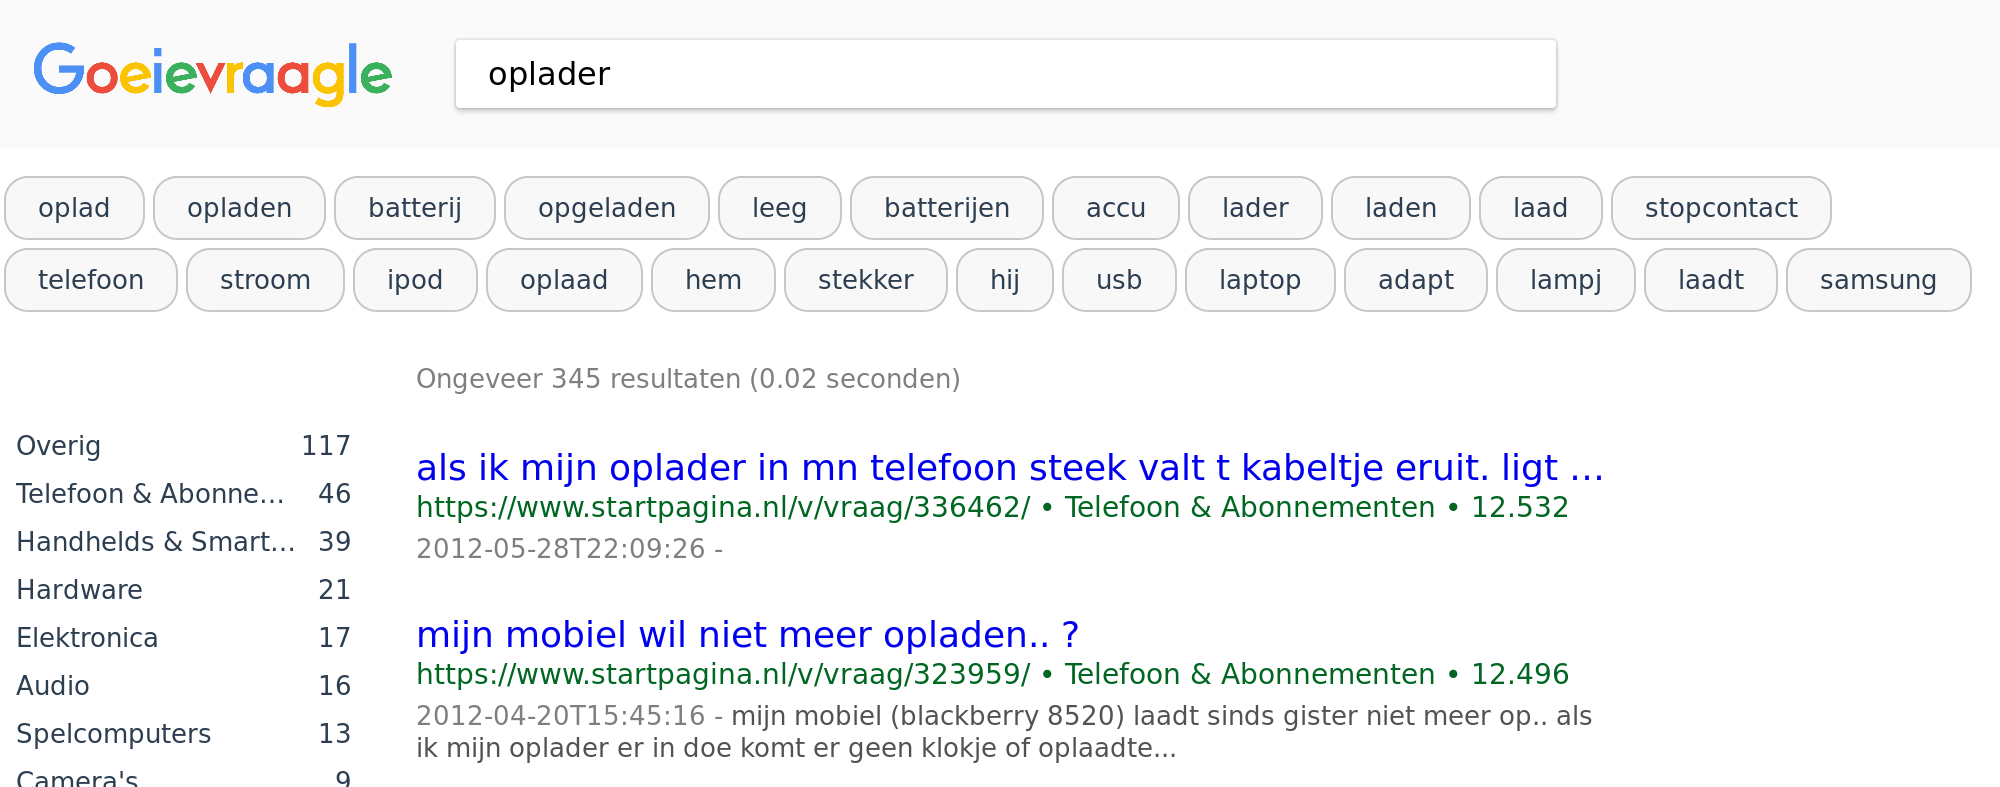 Goeievraagle
oplader
oplad opladen batterij opgeladen leeg batterijen accu lader laden laad stopcontact
telefoon stroom ipod oplaad hem stekker hij usb laptop adapt lampj laadt samsung
Ongeveer 345 resultaten (0.02 seconden)
Overig 117
Telefoon & Abonne... 46
Handhelds & Smart... 39
Hardware 21
Elektronica 17
Audio 16
Spelcomputers 13
Camera's 9
als ik mijn oplader in mn telefoon steek valt t kabeltje eruit. ligt ...
https://www.startpagina.nl/v/vraag/336462/ • Telefoon & Abonnementen • 12.532
2012-05-28T22:09:26 -
mijn mobiel wil niet meer opladen.. ?
https://www.startpagina.nl/v/vraag/323959/ • Telefoon & Abonnementen • 12.496
2012-04-20T15:45:16 - mijn mobiel (blackberry 8520) laadt sinds gister niet meer op.. als
ik mijn oplader er in doe komt er geen klokje of oplaadte...